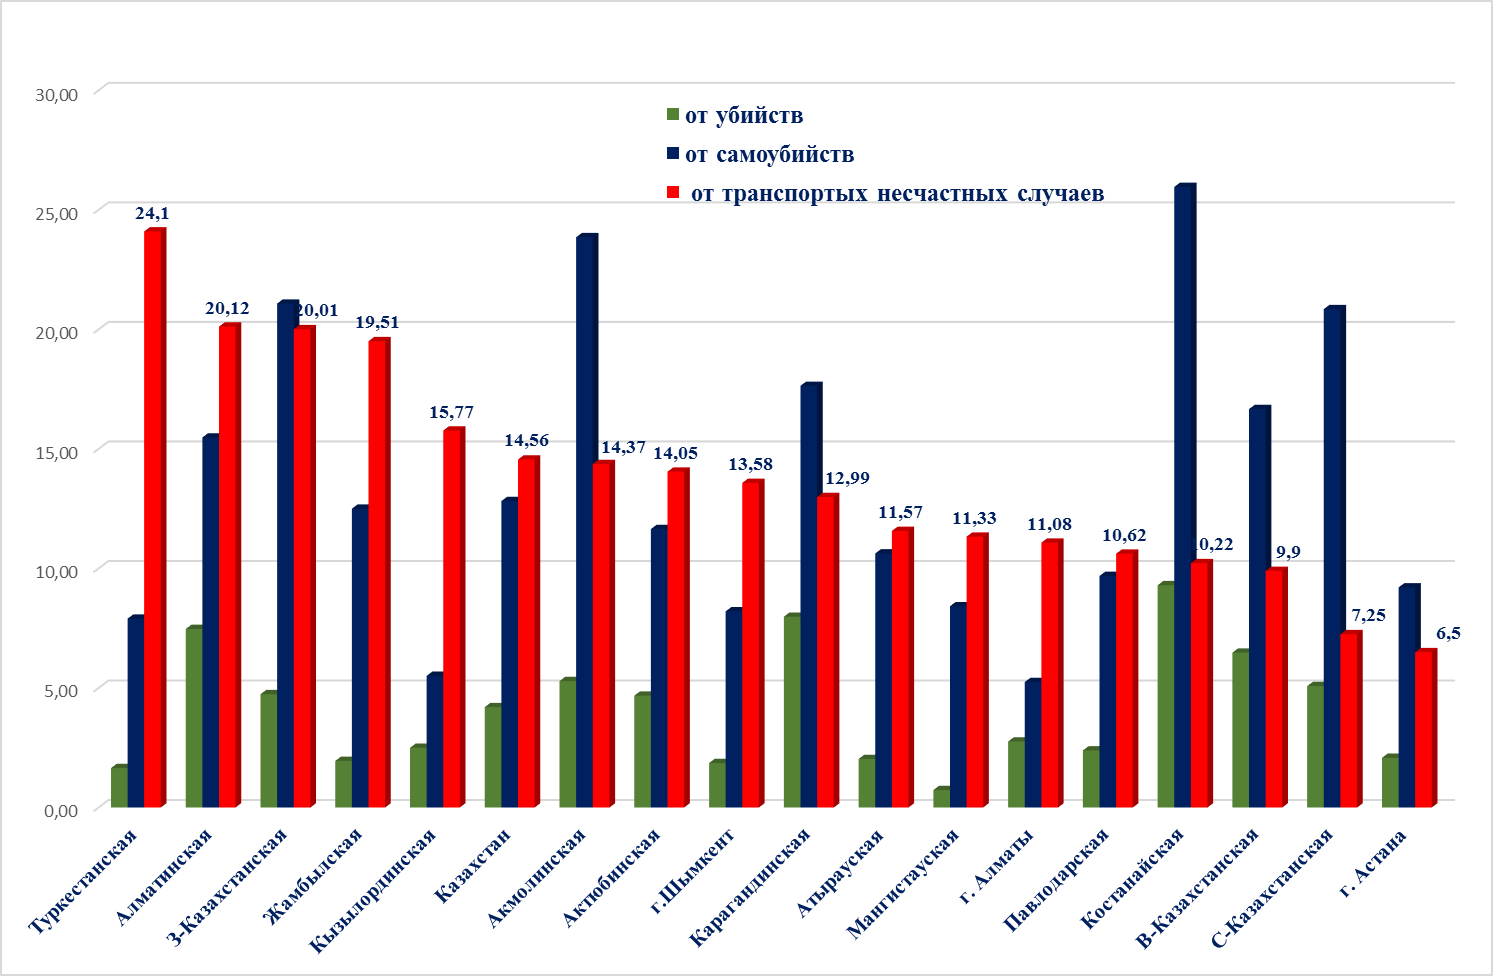 30,00
25,00
20,00
15,00
10,00
5,00
0,00
от убийств
от самоубийств
от транспортых несчастных случаев
24,1
20,12
20,01
19,51
15,77
14,56
14,37
14,05
13,58
12,99
11,57
11,33
11,08
10,62
10,22
9,9
7,25
6,5
Туркестанская
Алматинская
З-Казахстанская
Жамбылская
Кызылординская
Казахстан
Акмолинская
Актюбинская
г.Шымкент
Карагандинская
Атырауская
Мангистауская
г. Алматы
Павлодарская
Костанайская
В-Казахстанская
С-Казахстанская
г. Астана